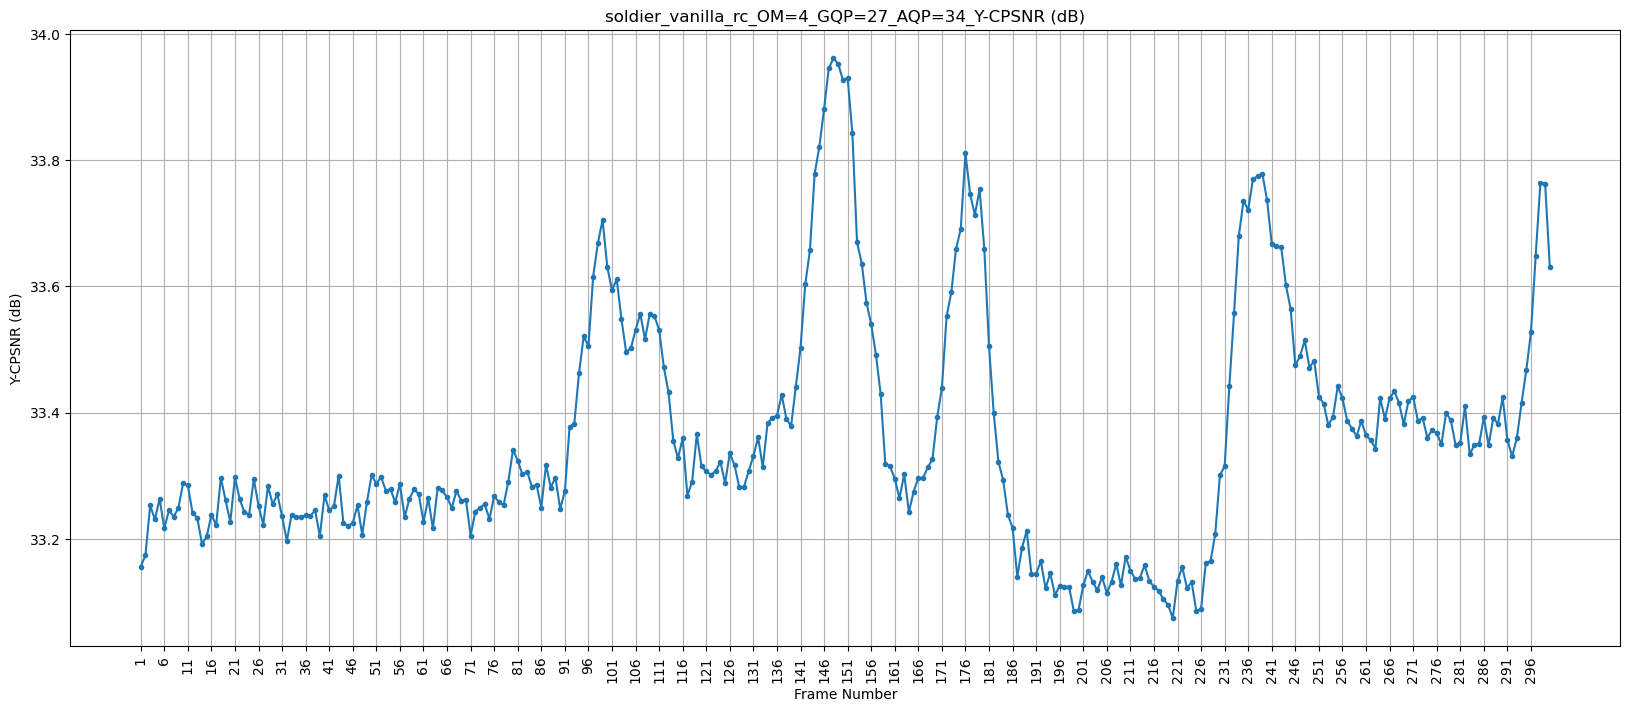 soldier_vanilla_rc_OM=4_GQP=27_AQP=34_Y-CPSNR (dB)
34.0
33.8
33.6
33.4
33.2
Y-CPSNR (dB)
1 6 11 16 21 26 31 36 41 46 51 56 61 66 71 76 81 86 91 96 101 106 111 116 121 126 131 136 141 146 151 156 161 166 171 176 181 186 191 196 201 206 211 216 221 226 231 236 241 246 251 256 261 266 271 276 281 286 291 296
Frame Number